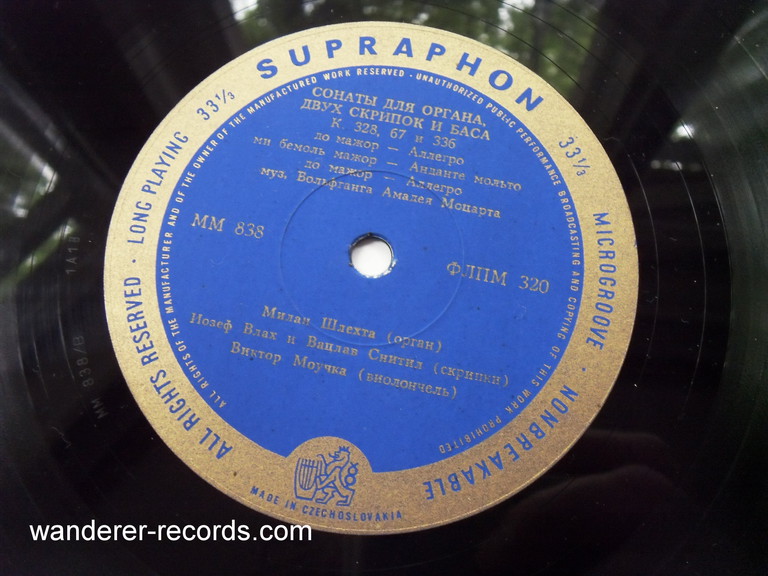 SUPRAPHON
ALL RIGHTS RESERVED · LONG PLAYING 33⅓
33⅓ MICROGROOVE · NONBREAKABLE
ALL RIGHTS OF THE MANUFACTURER AND OF THE OWNER OF THE MANUFACTURED WORK RESERVED · UNAUTHORIZED PUBLIC PERFORMANCE BROADCASTING AND COPYING OF THIS WORK PROHIBITED
СОНАТЫ ДЛЯ ОРГАНА,
ДВУХ СКРИПОК И БАСА
К. 328, 67 и 336
до мажор — Аллегро
ми бемоль мажор — Анданте мольто
до мажор — Аллегро
муз. Вольфганга Амадея Моцарта
ММ 838
ФЛПМ 320
Милан Шлехта (орган)
Иозеф Влах и Вацлав Снитил (скрипки)
Виктор Моучка (виолончель)
MADE IN CZECHOSLOVAKIA
MM 838/B
wanderer-records.com